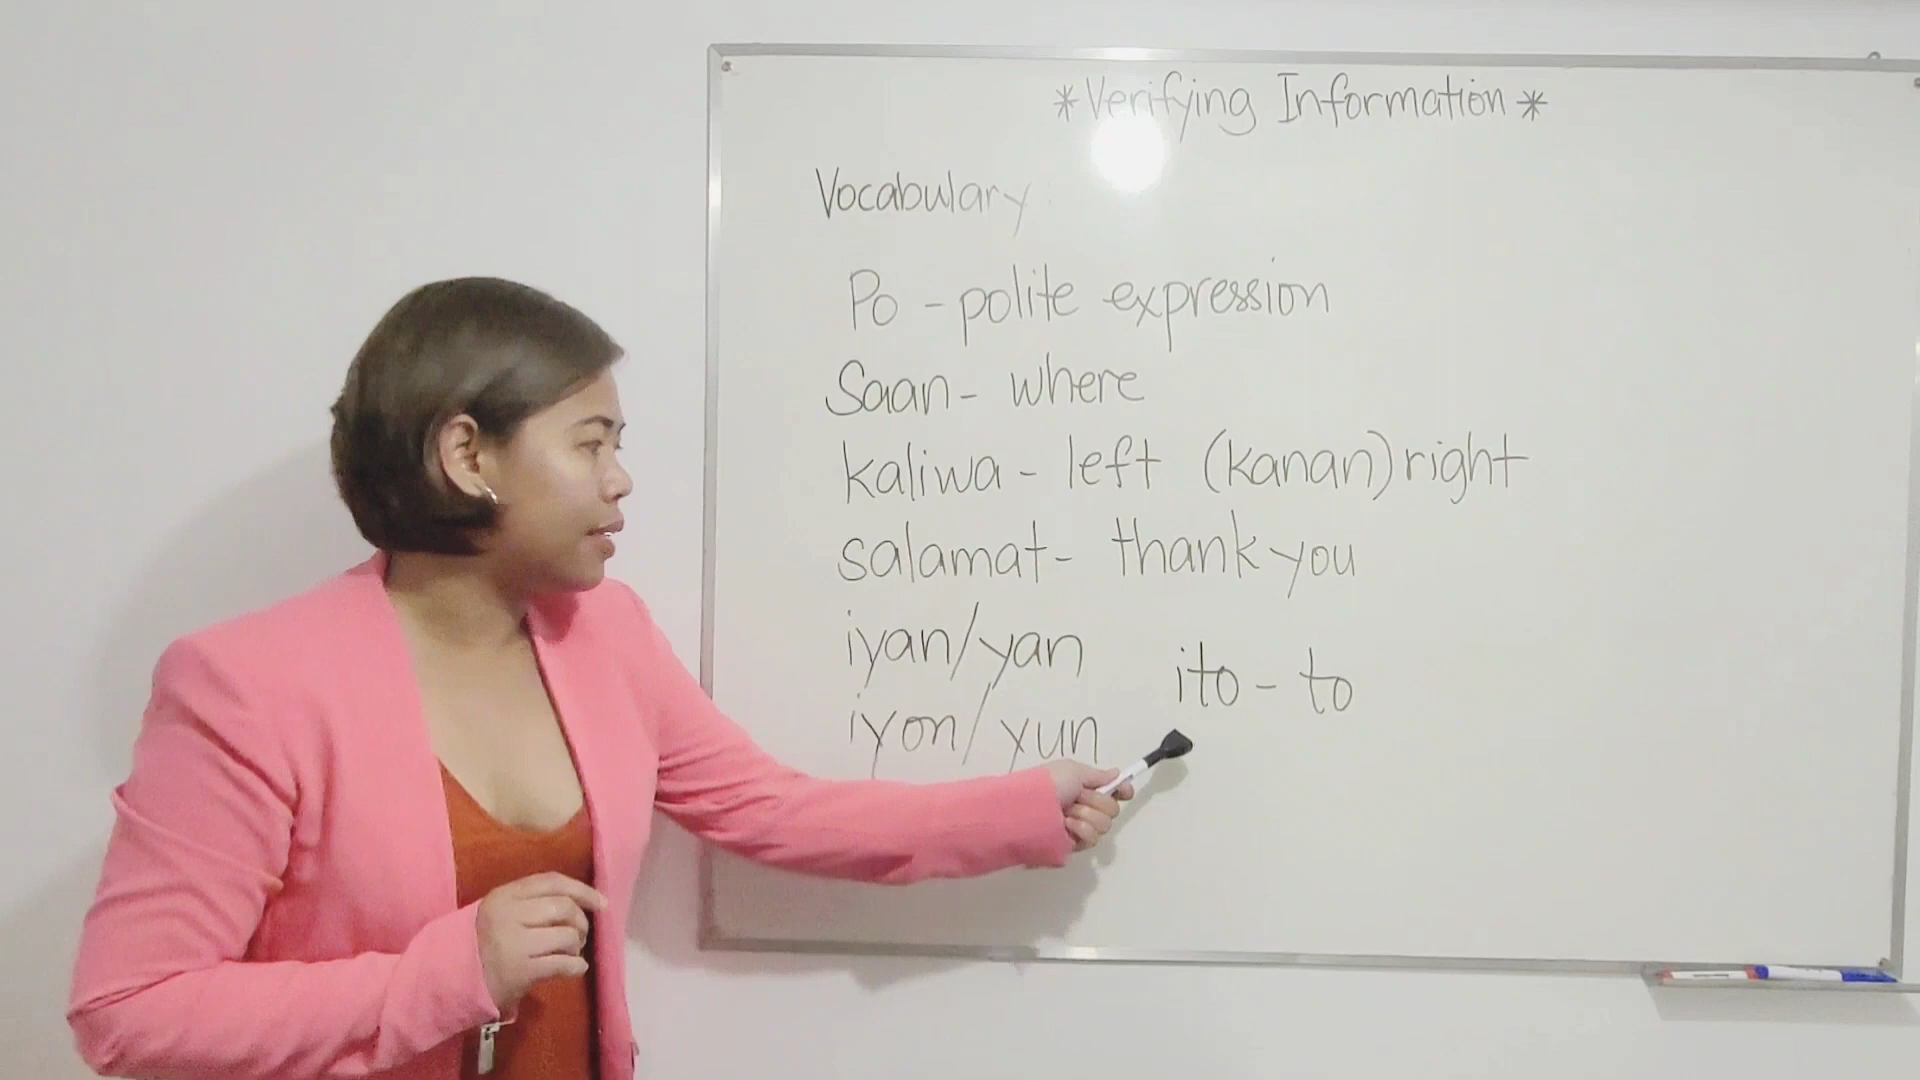 *Verifying Information*
Vocabulary
Po - polite expression
Saan - where
kaliwa - left (kanan) right
salamat - thank you
iyan/yan
ito - to
iyon/yun